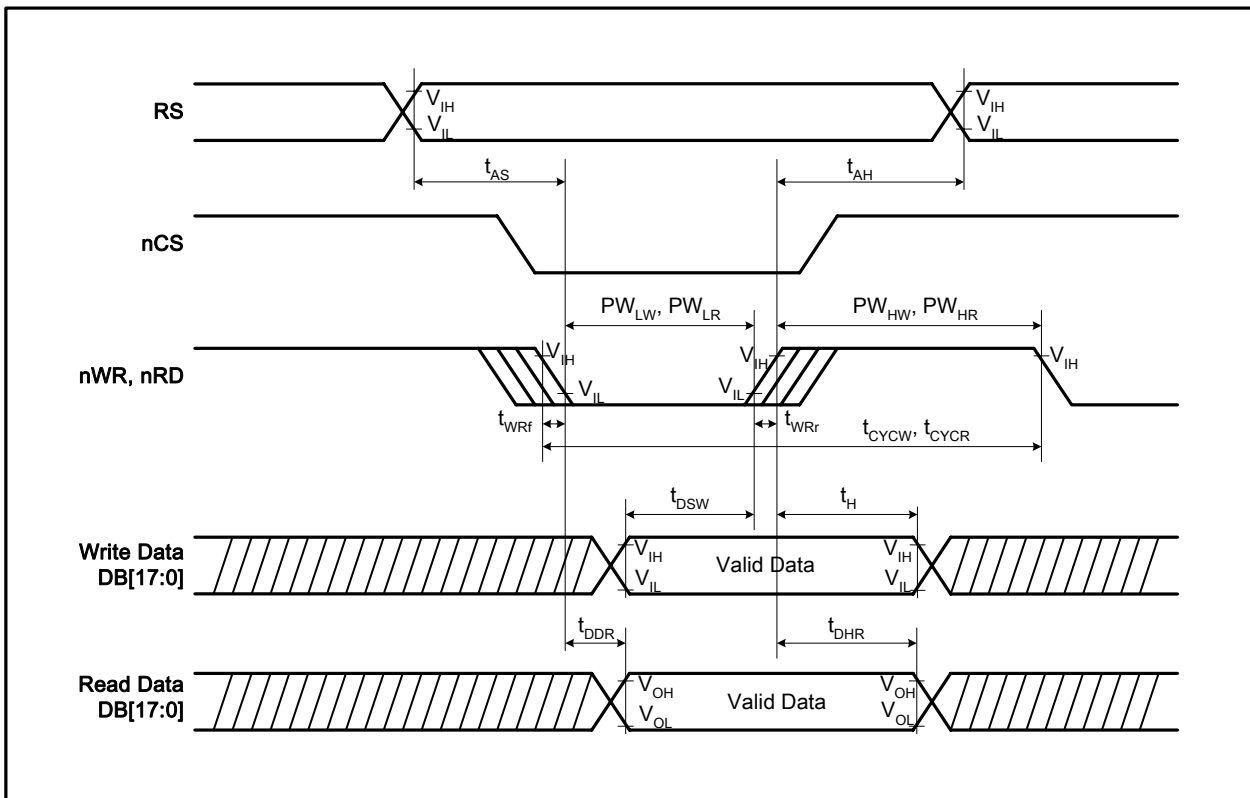 RS
V_IH
V_IL
V_IH
V_IL
t_AS
t_AH
nCS
PW_LW, PW_LR
PW_HW, PW_HR
nWR, nRD
V_IH
V_IL
V_IH
V_IL
V_IH
t_WRf
t_WRr
t_CYCW, t_CYCR
t_DSW
t_H
Write Data
DB[17:0]
V_IH
V_IL
Valid Data
V_IH
V_IL
t_DDR
t_DHR
Read Data
DB[17:0]
V_OH
V_OL
Valid Data
V_OH
V_OL